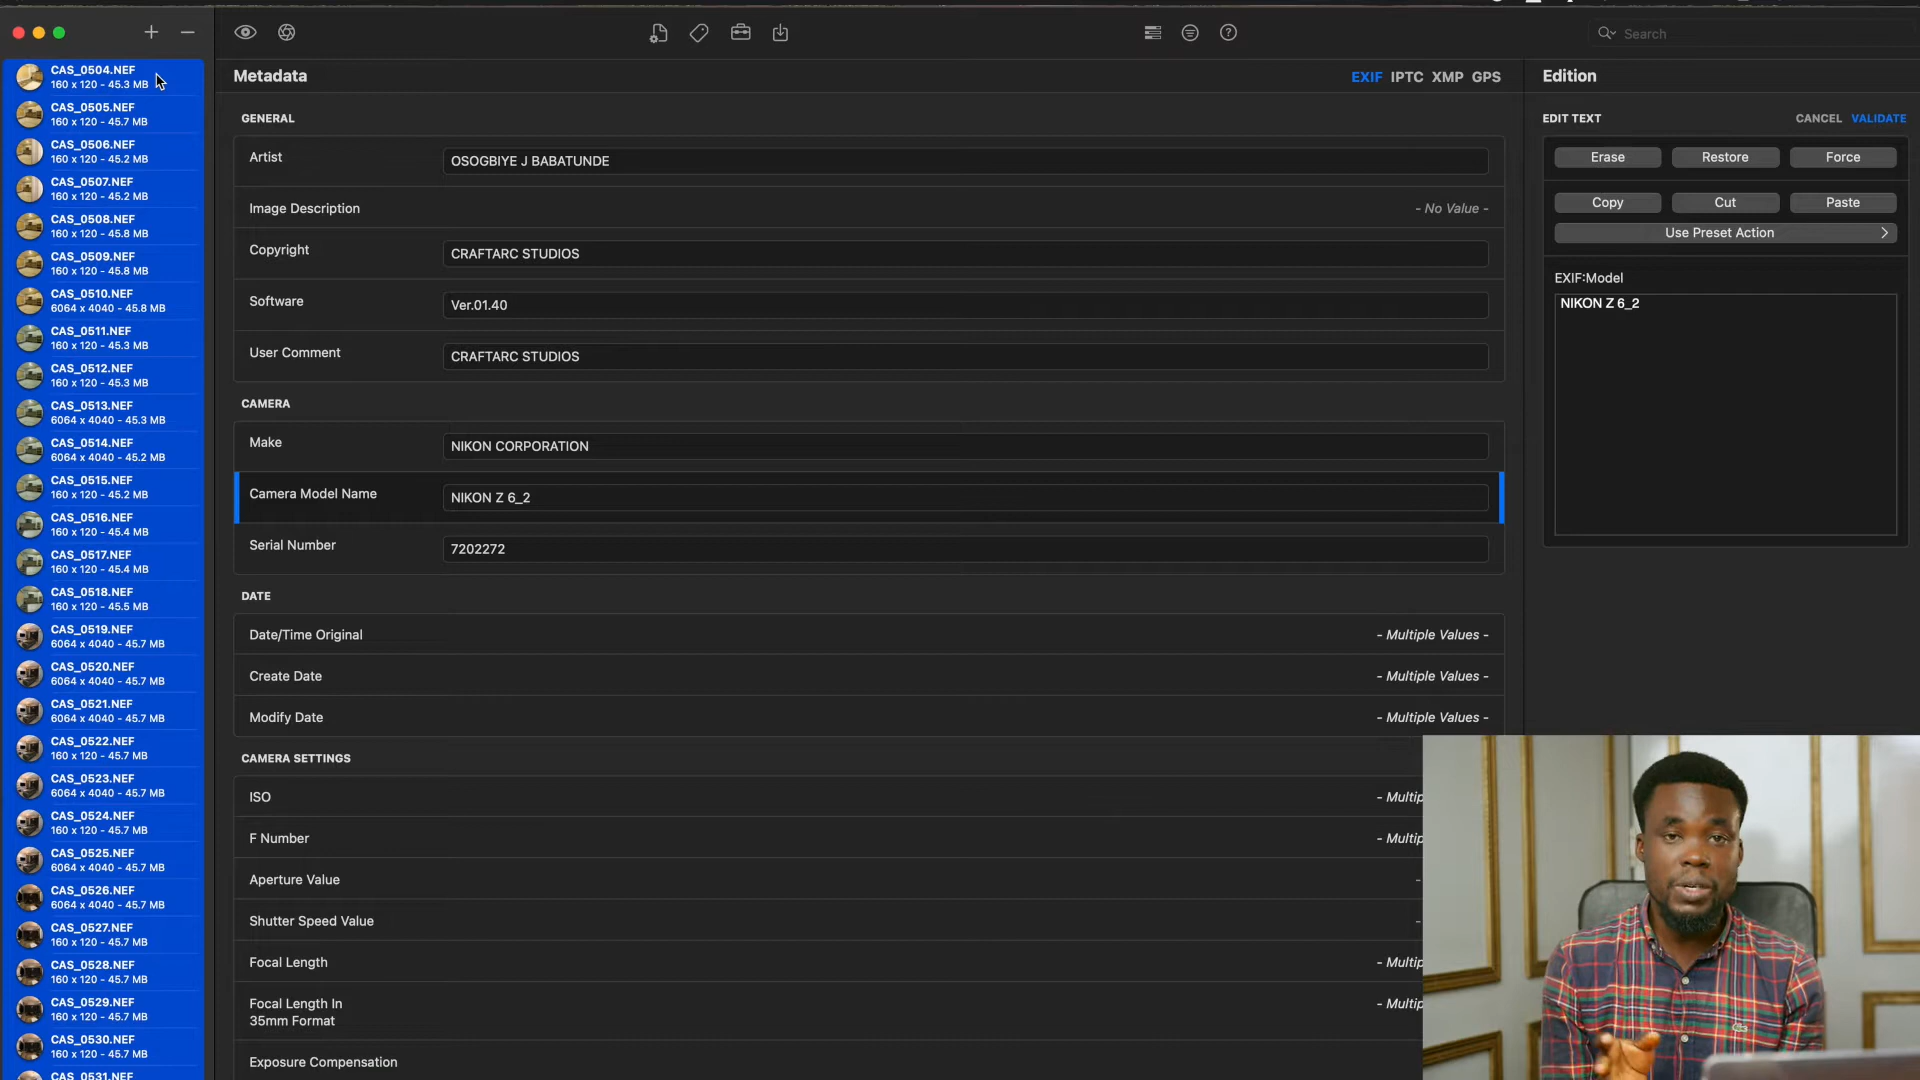 Search
CAS_0504.NEF
160 x 120 - 45.3 MB
CAS_0505.NEF
160 x 120 - 45.7 MB
CAS_0506.NEF
160 x 120 - 45.2 MB
CAS_0507.NEF
160 x 120 - 45.2 MB
CAS_0508.NEF
160 x 120 - 45.8 MB
CAS_0509.NEF
160 x 120 - 45.8 MB
CAS_0510.NEF
6064 x 4040 - 45.8 MB
CAS_0511.NEF
160 x 120 - 45.3 MB
CAS_0512.NEF
160 x 120 - 45.3 MB
CAS_0513.NEF
6064 x 4040 - 45.3 MB
CAS_0514.NEF
6064 x 4040 - 45.2 MB
CAS_0515.NEF
160 x 120 - 45.2 MB
CAS_0516.NEF
160 x 120 - 45.4 MB
CAS_0517.NEF
160 x 120 - 45.4 MB
CAS_0518.NEF
160 x 120 - 45.5 MB
CAS_0519.NEF
6064 x 4040 - 45.7 MB
CAS_0520.NEF
6064 x 4040 - 45.7 MB
CAS_0521.NEF
6064 x 4040 - 45.7 MB
CAS_0522.NEF
160 x 120 - 45.7 MB
CAS_0523.NEF
6064 x 4040 - 45.7 MB
CAS_0524.NEF
160 x 120 - 45.7 MB
CAS_0525.NEF
6064 x 4040 - 45.7 MB
CAS_0526.NEF
6064 x 4040 - 45.7 MB
CAS_0527.NEF
160 x 120 - 45.7 MB
CAS_0528.NEF
160 x 120 - 45.7 MB
CAS_0529.NEF
160 x 120 - 45.7 MB
CAS_0530.NEF
160 x 120 - 45.7 MB
CAS_0531.NEF
Metadata EXIF IPTC XMP GPS
GENERAL
Artist OSOGBIYE J BABATUNDE
Image Description - No Value -
Copyright CRAFTARC STUDIOS
Software Ver.01.40
User Comment CRAFTARC STUDIOS
CAMERA
Make NIKON CORPORATION
Camera Model Name NIKON Z 6_2
Serial Number 7202272
DATE
Date/Time Original - Multiple Values -
Create Date - Multiple Values -
Modify Date - Multiple Values -
CAMERA SETTINGS
ISO - Multip
F Number - Multip
Aperture Value -
Shutter Speed Value -
Focal Length - Multip
Focal Length In - Multip
35mm Format
Exposure Compensation
Edition
EDIT TEXT CANCEL VALIDATE
Erase Restore Force
Copy Cut Paste
Use Preset Action
EXIF:Model
NIKON Z 6_2